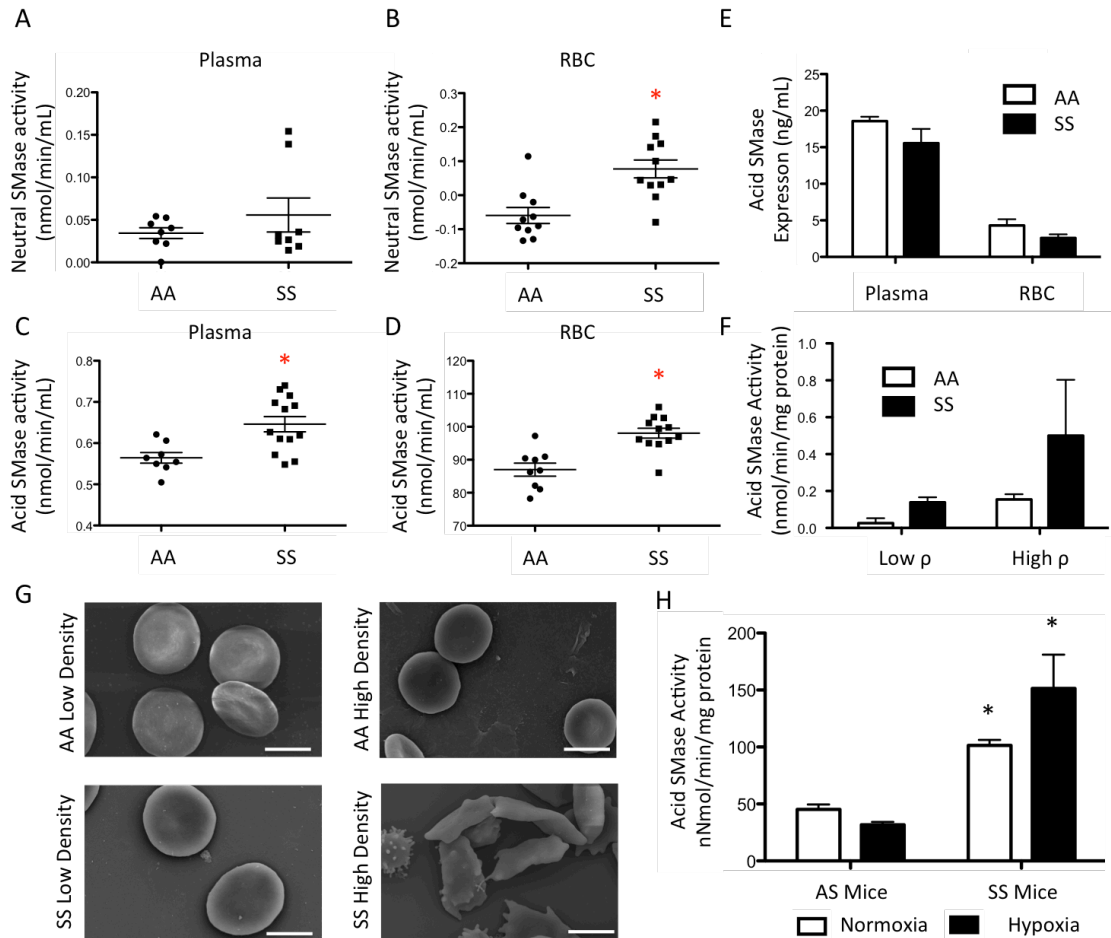 A
Plasma
Neutral SMase activity
(nmol/min/mL)
0.20
0.15
0.10
0.05
0.00
AA
SS
B
RBC
Neutral SMase activity
(nmol/min/mL)
0.3
0.2
0.1
0.0
-0.1
-0.2
*
AA
SS
E
Acid SMase
Expresson (ng/mL)
25
20
15
10
5
0
AA
SS
Plasma
RBC
C
Plasma
Acid SMase activity
(nmol/min/mL)
0.8
0.7
0.6
0.5
0.4
*
AA
SS
D
RBC
Acid SMase activity
(nmol/min/mL)
120
110
100
90
80
70
*
AA
SS
F
Acid SMase Activity
(nmol/min/mg protein)
1.0
0.8
0.6
0.4
0.2
0.0
AA
SS
Low ρ
High ρ
G
AA Low Density
AA High Density
SS Low Density
SS High Density
H
Acid SMase Activity
nNmol/min/mg protein
200
150
100
50
0
*
*
AS Mice
SS Mice
Normoxia
Hypoxia